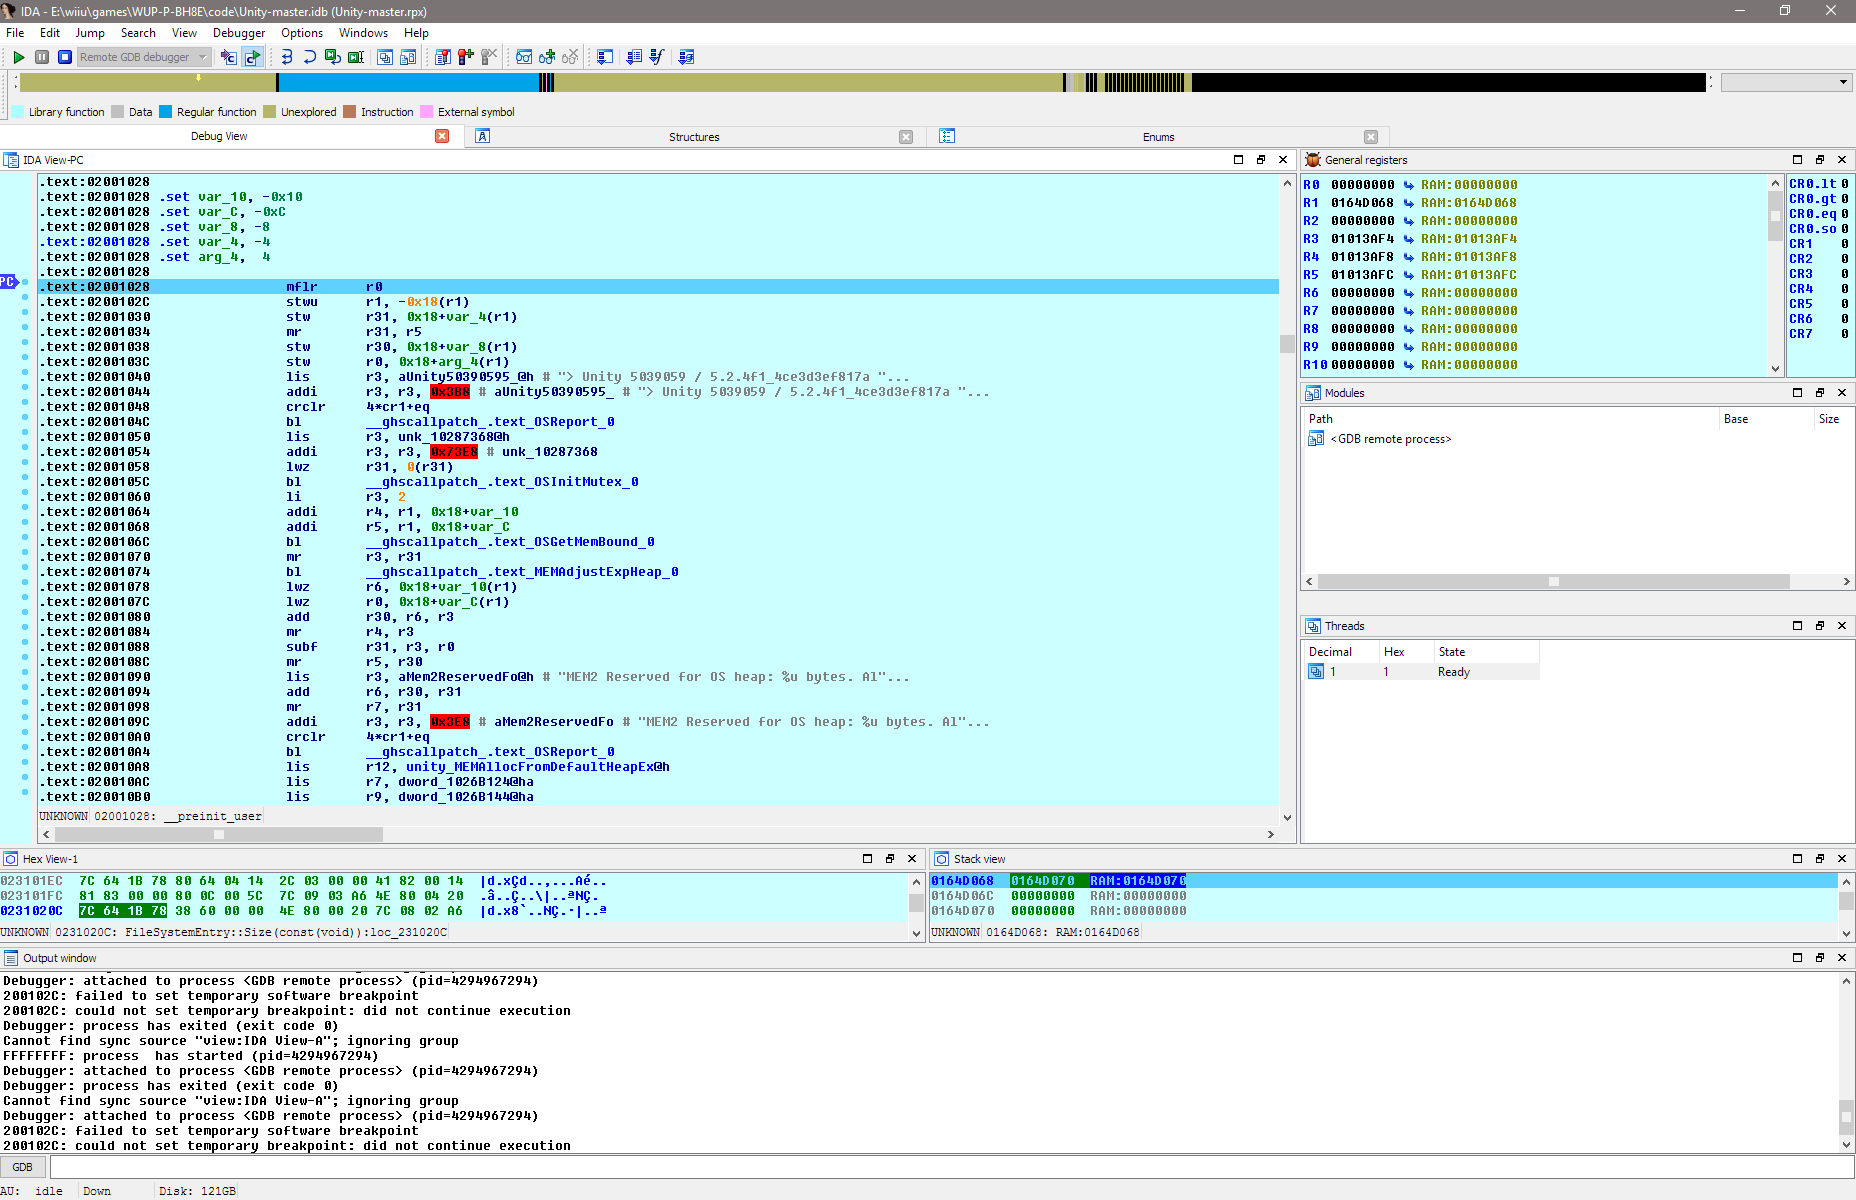 IDA - E:\wiiu\games\WUP-P-BH8E\code\Unity-master.idb (Unity-master.rpx)
File Edit Jump Search View Debugger Options Windows Help
Remote GDB debugger
Library function Data Regular function Unexplored Instruction External symbol
Debug View Structures Enums
IDA View-PC
.text:02001028
.text:02001028 .set var_10, -0x10
.text:02001028 .set var_C, -0xC
.text:02001028 .set var_8, -8
.text:02001028 .set var_4, -4
.text:02001028 .set arg_4, 4
.text:02001028
PC
.text:02001028 mflr r0
.text:0200102C stwu r1, -0x18(r1)
.text:02001030 stw r31, 0x18+var_4(r1)
.text:02001034 mr r31, r5
.text:02001038 stw r30, 0x18+var_8(r1)
.text:0200103C stw r0, 0x18+arg_4(r1)
.text:02001040 lis r3, aUnity50390595_@h # "> Unity 5039059 / 5.2.4f1_4ce3d3ef817a "...
.text:02001044 addi r3, r3, 0x3B8 # aUnity50390595_ # "> Unity 5039059 / 5.2.4f1_4ce3d3ef817a "...
.text:02001048 crclr 4*cr1+eq
.text:0200104C bl __ghscallpatch_.text_OSReport_0
.text:02001050 lis r3, unk_10287368@h
.text:02001054 addi r3, r3, 0x73E8 # unk_10287368
.text:02001058 lwz r31, 0(r31)
.text:0200105C bl __ghscallpatch_.text_OSInitMutex_0
.text:02001060 li r3, 2
.text:02001064 addi r4, r1, 0x18+var_10
.text:02001068 addi r5, r1, 0x18+var_C
.text:0200106C bl __ghscallpatch_.text_OSGetMemBound_0
.text:02001070 mr r3, r31
.text:02001074 bl __ghscallpatch_.text_MEMAdjustExpHeap_0
.text:02001078 lwz r6, 0x18+var_10(r1)
.text:0200107C lwz r0, 0x18+var_C(r1)
.text:02001080 add r30, r6, r3
.text:02001084 mr r4, r3
.text:02001088 subf r31, r3, r0
.text:0200108C mr r5, r30
.text:02001090 lis r3, aMem2ReservedFo@h # "MEM2 Reserved for OS heap: %u bytes. Al"...
.text:02001094 add r6, r30, r31
.text:02001098 mr r7, r31
.text:0200109C addi r3, r3, 0x3E8 # aMem2ReservedFo # "MEM2 Reserved for OS heap: %u bytes. Al"...
.text:020010A0 crclr 4*cr1+eq
.text:020010A4 bl __ghscallpatch_.text_OSReport_0
.text:020010A8 lis r12, unity_MEMAllocFromDefaultHeapEx@h
.text:020010AC lis r7, dword_1026B124@ha
.text:020010B0 lis r9, dword_1026B144@ha
UNKNOWN 02001028: __preinit_user
General registers
R0 00000000 RAM:00000000
R1 0164D068 RAM:0164D068
R2 00000000 RAM:00000000
R3 01013AF4 RAM:01013AF4
R4 01013AF8 RAM:01013AF8
R5 01013AFC RAM:01013AFC
R6 00000000 RAM:00000000
R7 00000000 RAM:00000000
R8 00000000 RAM:00000000
R9 00000000 RAM:00000000
R10 00000000 RAM:00000000
CR0.lt 0
CR0.gt 0
CR0.eq 0
CR0.so 0
CR1 0
CR2 0
CR3 0
CR4 0
CR5 0
CR6 0
CR7 0
Modules
Path Base Size
<GDB remote process>
Threads
Decimal Hex State
1 1 Ready
Hex View-1
023101EC 7C 64 1B 78 80 64 04 14 2C 03 00 00 41 82 00 14 |d.xÇd..,...Aé..
023101FC 81 83 00 00 80 0C 00 5C 7C 09 03 A6 4E 80 04 20 .â..Ç..\|..ªNÇ.
0231020C 7C 64 1B 78 38 60 00 00 4E 80 00 20 7C 08 02 A6 |d.x8`..NÇ.·|..ª
UNKNOWN 0231020C: FileSystemEntry::Size(const(void)):loc_231020C
Stack view
0164D068 0164D070 RAM:0164D070
0164D06C 00000000 RAM:00000000
0164D070 00000000 RAM:00000000
UNKNOWN 0164D068: RAM:0164D068
Output window
Debugger: attached to process <GDB remote process> (pid=4294967294)
200102C: failed to set temporary software breakpoint
200102C: could not set temporary breakpoint: did not continue execution
Debugger: process has exited (exit code 0)
Cannot find sync source "view:IDA View-A"; ignoring group
FFFFFFFF: process  has started (pid=4294967294)
Debugger: attached to process <GDB remote process> (pid=4294967294)
Debugger: process has exited (exit code 0)
Cannot find sync source "view:IDA View-A"; ignoring group
Debugger: attached to process <GDB remote process> (pid=4294967294)
200102C: failed to set temporary software breakpoint
200102C: could not set temporary breakpoint: did not continue execution
GDB
AU: idle Down Disk: 121GB